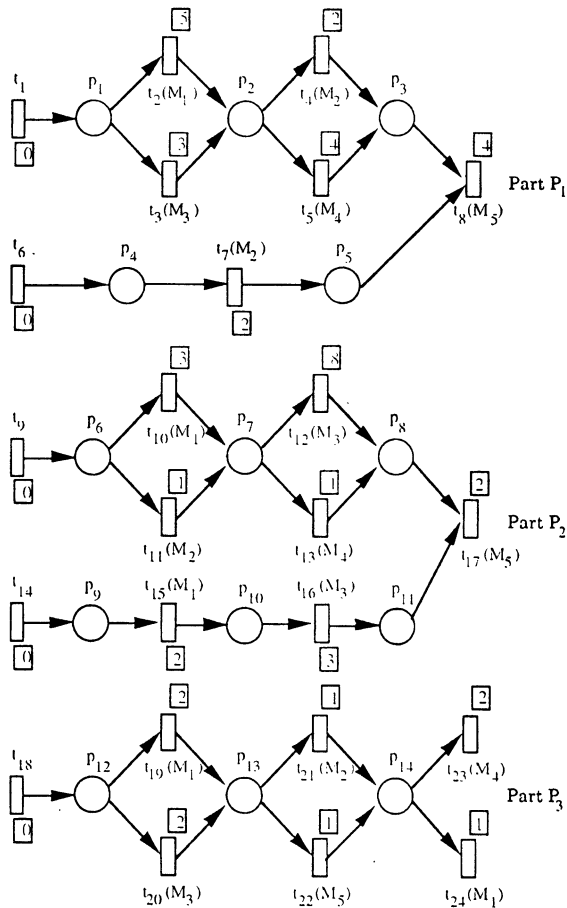 5 2
t1 p1 p2 p3
t2(M1) t4(M2)
0 3 4 4
Part P1
t3(M3) t5(M4) t8(M5)
t6 p4 t7(M2) p5
0 2
3 8
t9 p6 p7 p8
t10(M1) t12(M3)
0 1 1 2
Part P2
t11(M2) t13(M4) t17(M5)
t14 p9 t15(M1) p10 t16(M3) p11
0 2 3
2 1 2
t18 p12 p13 p14
t19(M1) t21(M2) t23(M4)
Part P3
0 2 1 1
t20(M3) t22(M5) t24(M1)